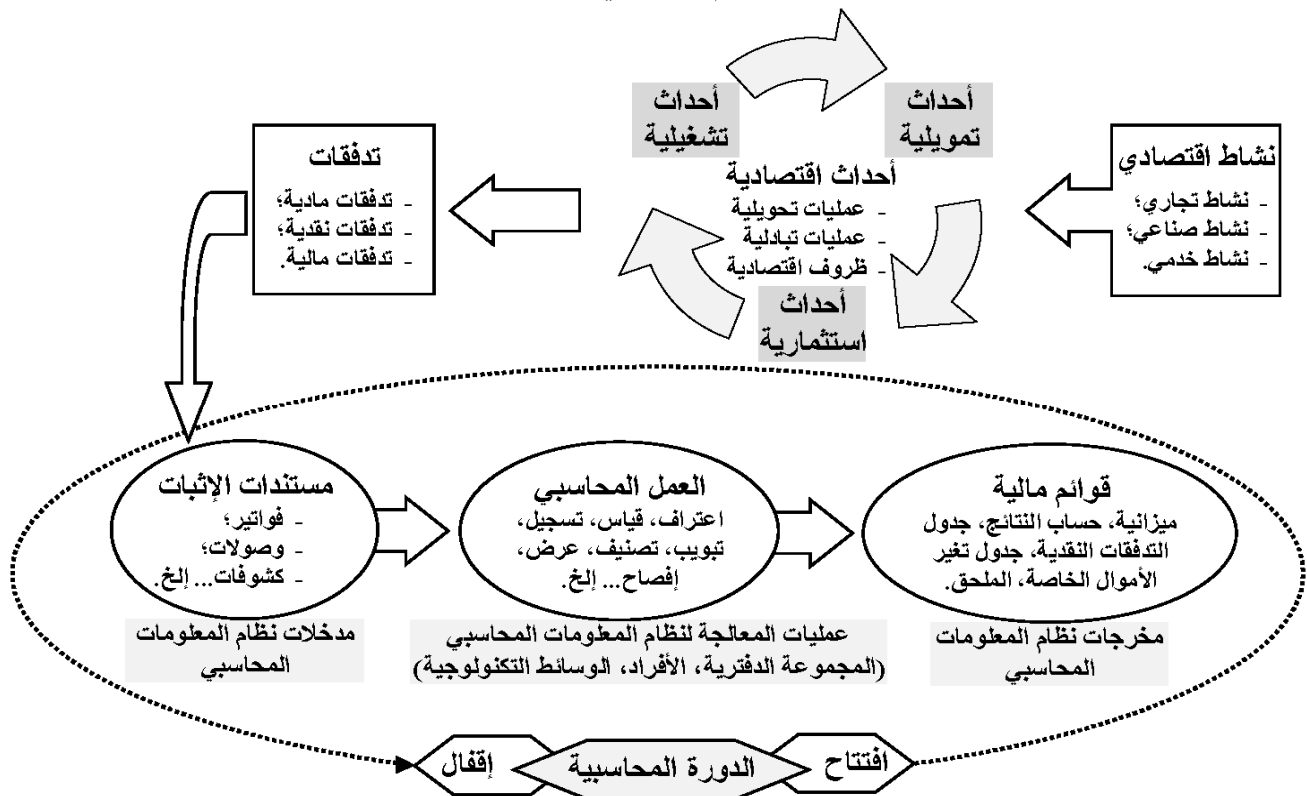 نشاط اقتصادي
- نشاط تجاري؛
- نشاط صناعي؛
- نشاط خدمي.
أحداث
تمويلية
أحداث
تشغيلية
أحداث اقتصادية
- عمليات تحويلية
- عمليات تبادلية
- ظروف اقتصادية
أحداث
استثمارية
تدفقات
- تدفقات مادية؛
- تدفقات نقدية؛
- تدفقات مالية.
مستندات الإثبات
- فواتير؛
- وصولات؛
- كشوفات... إلخ.
مدخلات نظام المعلومات
المحاسبي
العمل المحاسبي
اعتراف، قياس، تسجيل،
تبويب، تصنيف، عرض،
إفصاح... إلخ.
عمليات المعالجة لنظام المعلومات المحاسبي
(المجموعة الدفترية، الأفراد، الوسائط التكنولوجية)
قوائم مالية
ميزانية، حساب النتائج، جدول
التدفقات النقدية، جدول تغير
الأموال الخاصة، الملحق.
مخرجات نظام المعلومات
المحاسبي
افتتاح
الدورة المحاسبية
إقفال